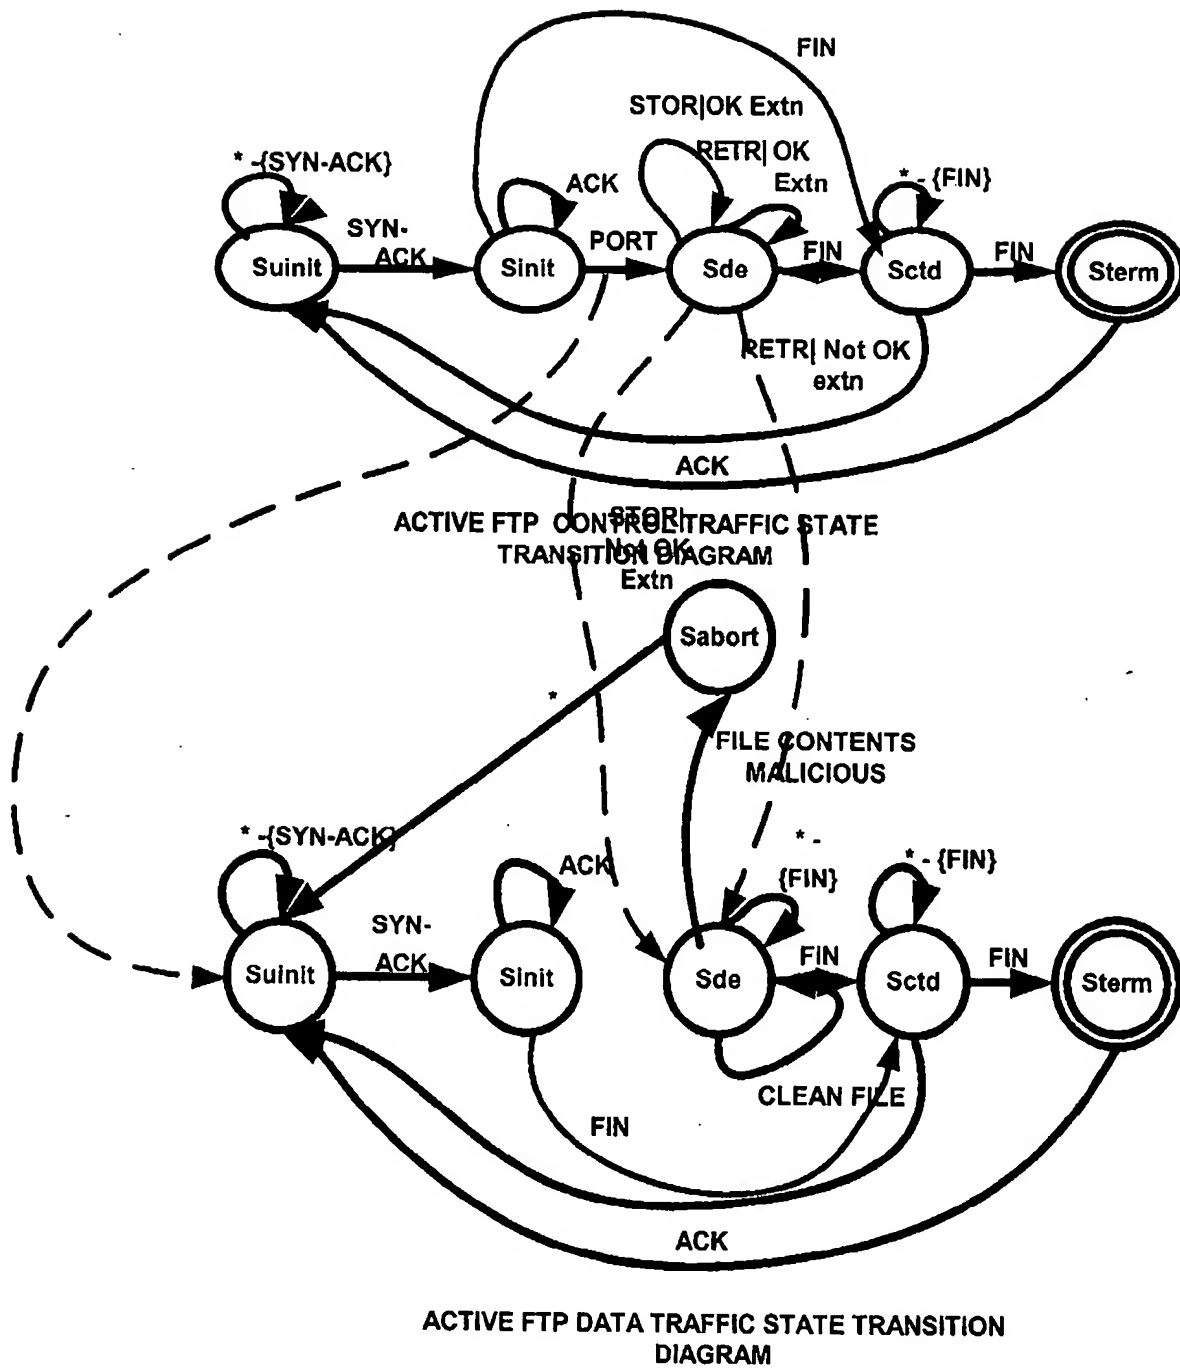 FIN
STOR|OK Extn
RETR| OK
Extn
* -{SYN-ACK}
ACK
* - {FIN}
SYN-
ACK
PORT
FIN
FIN
Suinit
Sinit
Sde
Sctd
Sterm
RETR| Not OK
extn
ACK
ACTIVE FTP CONTROL TRAFFIC STATE
TRANSITION DIAGRAM
STOR|
Not OK
Extn
Sabort
*
FILE CONTENTS
MALICIOUS
* -{SYN-ACK}
ACK
* -
{FIN}
* - {FIN}
SYN-
ACK
FIN
FIN
Suinit
Sinit
Sde
Sctd
Sterm
CLEAN FILE
FIN
ACK
ACTIVE FTP DATA TRAFFIC STATE TRANSITION
DIAGRAM